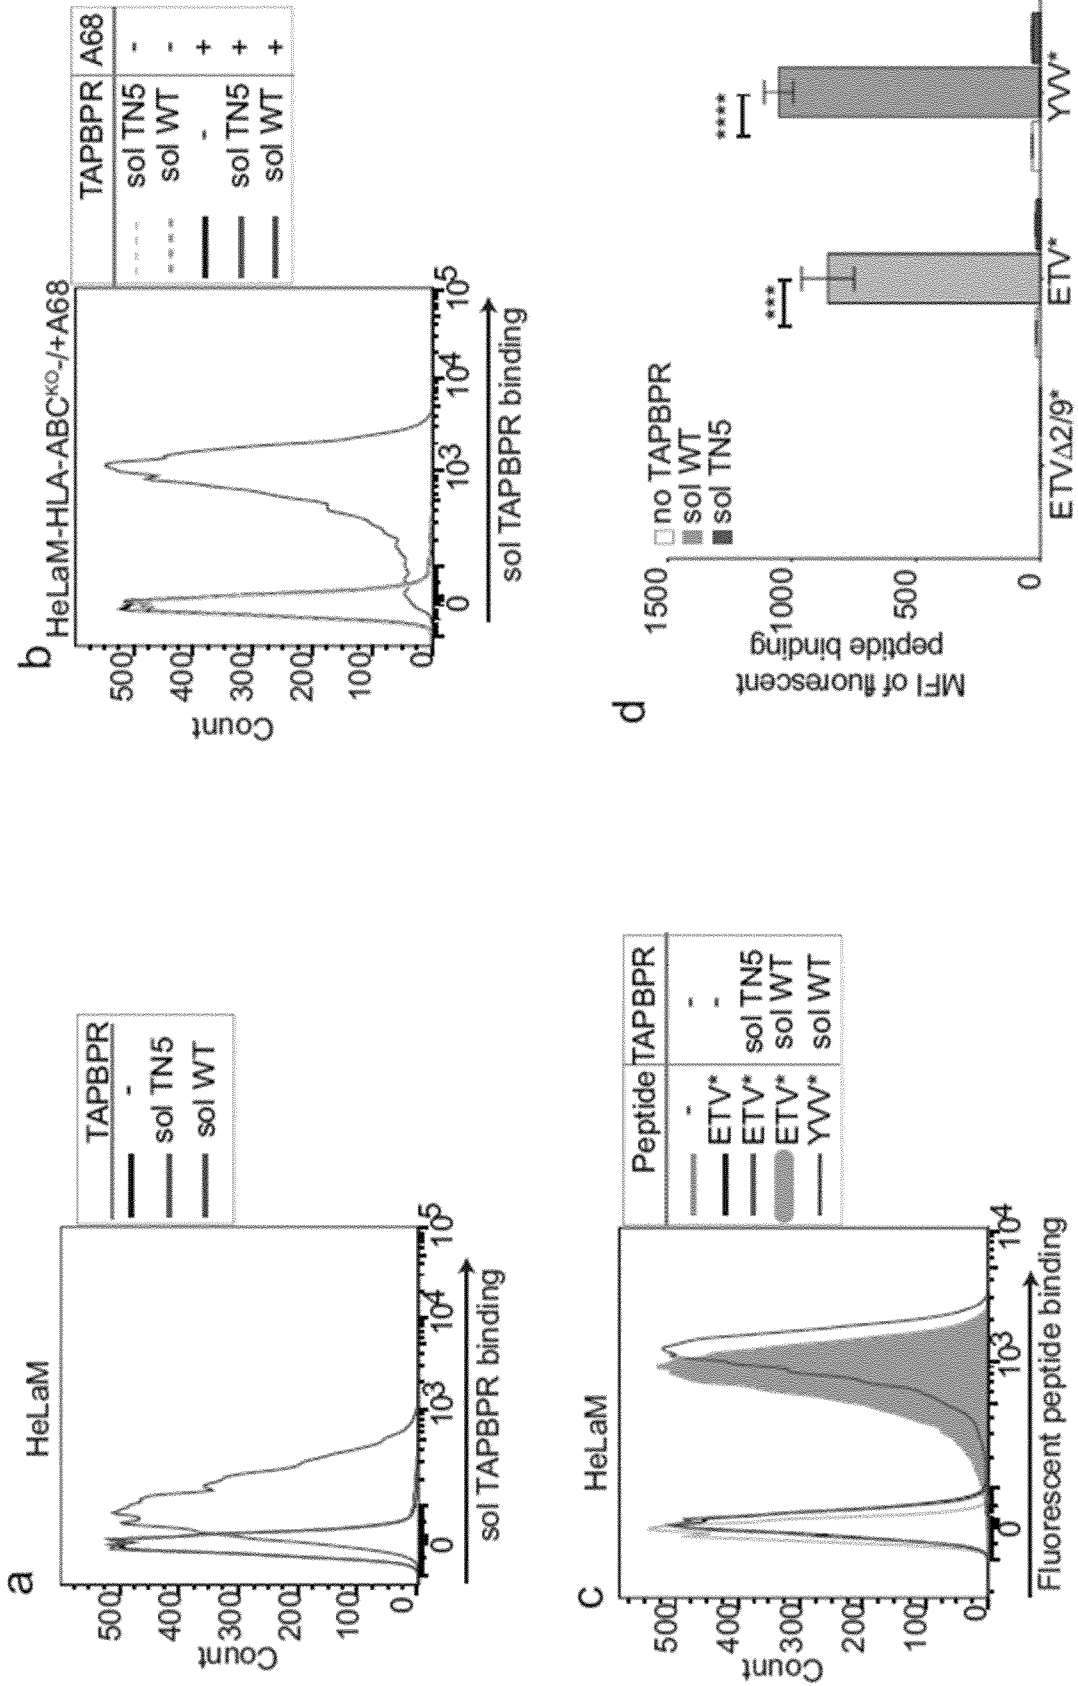 a
HeLaM
Count
500
400
300
200
100
0
0
10³
10⁴
10⁵
sol TAPBPR binding
TAPBPR
-
sol TN5
sol WT
b
HeLaM-HLA-ABCᴷᴼ-/+A68
Count
500
400
300
200
100
0
0
10³
10⁴
10⁵
sol TAPBPR binding
TAPBPR A68
sol TN5 -
sol WT -
- +
sol TN5 +
sol WT +
c
HeLaM
Count
500
400
300
200
100
0
0
10³
10⁴
Fluorescent peptide binding
Peptide TAPBPR
- -
ETV* -
ETV* sol TN5
ETV* sol WT
YVV* sol WT
d
MFI of fluorescent
peptide binding
1500
1000
500
0
no TAPBPR
sol WT
sol TN5
***
****
ETVΔ2/9*
ETV*
YVV*